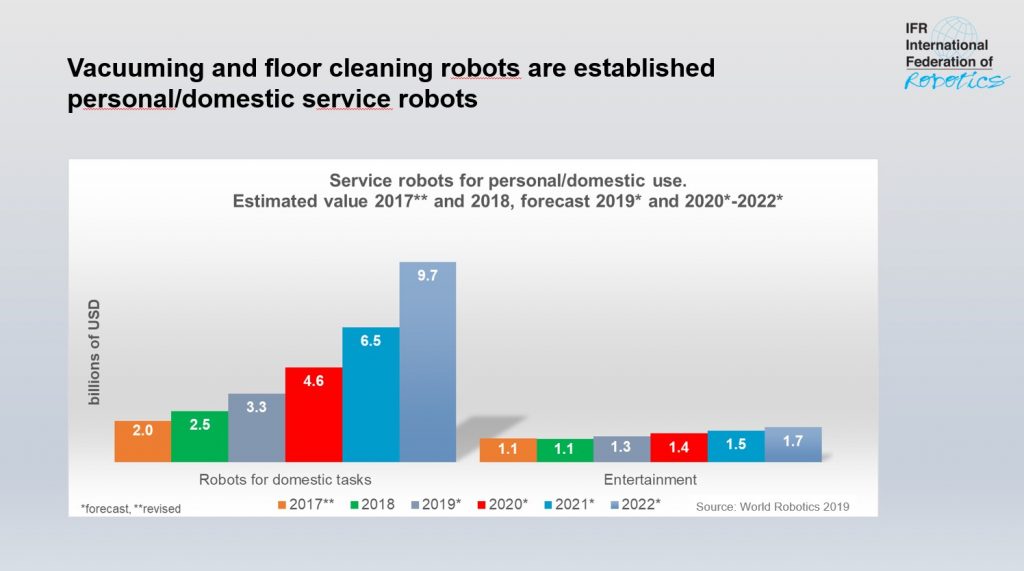 Vacuuming and floor cleaning robots are established
personal/domestic service robots
IFR
International
Federation of
Robotics
Service robots for personal/domestic use.
Estimated value 2017** and 2018, forecast 2019* and 2020*-2022*
billions of USD
2.0
2.5
3.3
4.6
6.5
9.7
1.1
1.1
1.3
1.4
1.5
1.7
Robots for domestic tasks
Entertainment
*forecast, **revised
2017** 2018 2019* 2020* 2021* 2022*
Source: World Robotics 2019